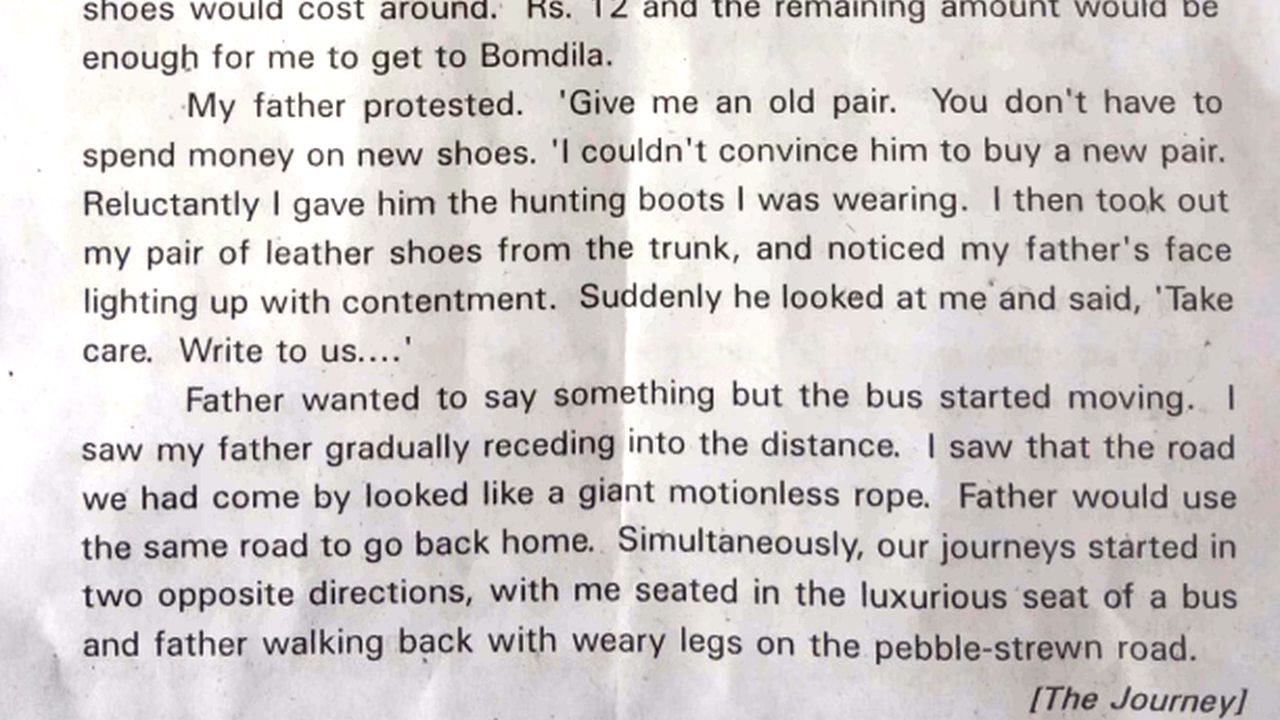 shoes would cost around. Rs. 12 and the remaining amount would be
enough for me to get to Bomdila.
My father protested. 'Give me an old pair. You don't have to
spend money on new shoes. 'I couldn't convince him to buy a new pair.
Reluctantly I gave him the hunting boots I was wearing. I then took out
my pair of leather shoes from the trunk, and noticed my father's face
lighting up with contentment. Suddenly he looked at me and said, 'Take
care. Write to us....'
Father wanted to say something but the bus started moving. I
saw my father gradually receding into the distance. I saw that the road
we had come by looked like a giant motionless rope. Father would use
the same road to go back home. Simultaneously, our journeys started in
two opposite directions, with me seated in the luxurious seat of a bus
and father walking back with weary legs on the pebble-strewn road.
[The Journey]